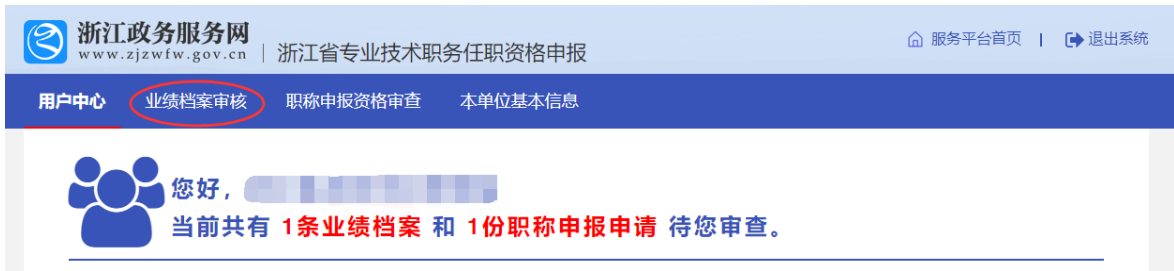 浙江政务服务网
www.zjzwfw.gov.cn | 浙江省专业技术职务任职资格申报
服务平台首页 | 退出系统
用户中心 业绩档案审核 职称申报资格审查 本单位基本信息
您好，
当前共有 1条业绩档案 和 1份职称申报申请 待您审查。